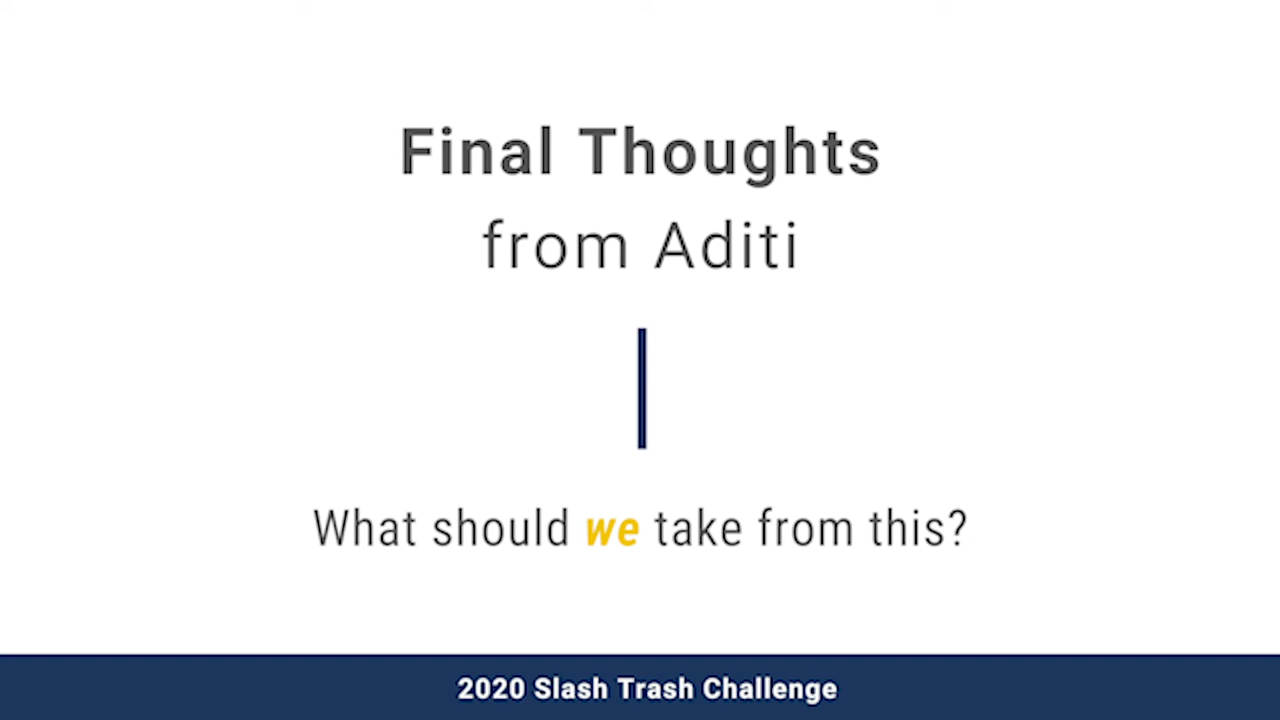 Final Thoughts
from Aditi
What should we take from this?
2020 Slash Trash Challenge